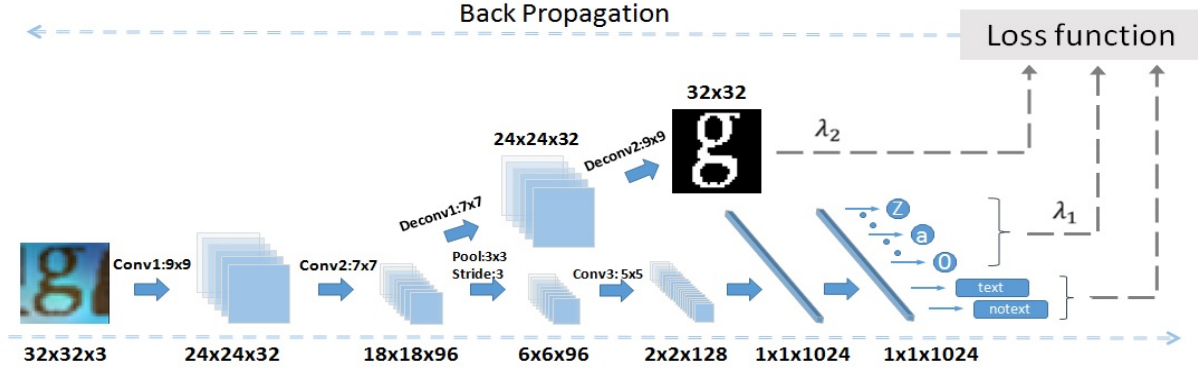 Back Propagation
Loss function
32x32
λ2
24x24x32
Deconv2:9x9
g
Deconv1:7x7
Z
λ1
a
Pool:3x3
Stride;3
O
g
Conv1:9x9
Conv2:7x7
Conv3: 5x5
text
notext
32x32x3
24x24x32
18x18x96
6x6x96
2x2x128
1x1x1024
1x1x1024